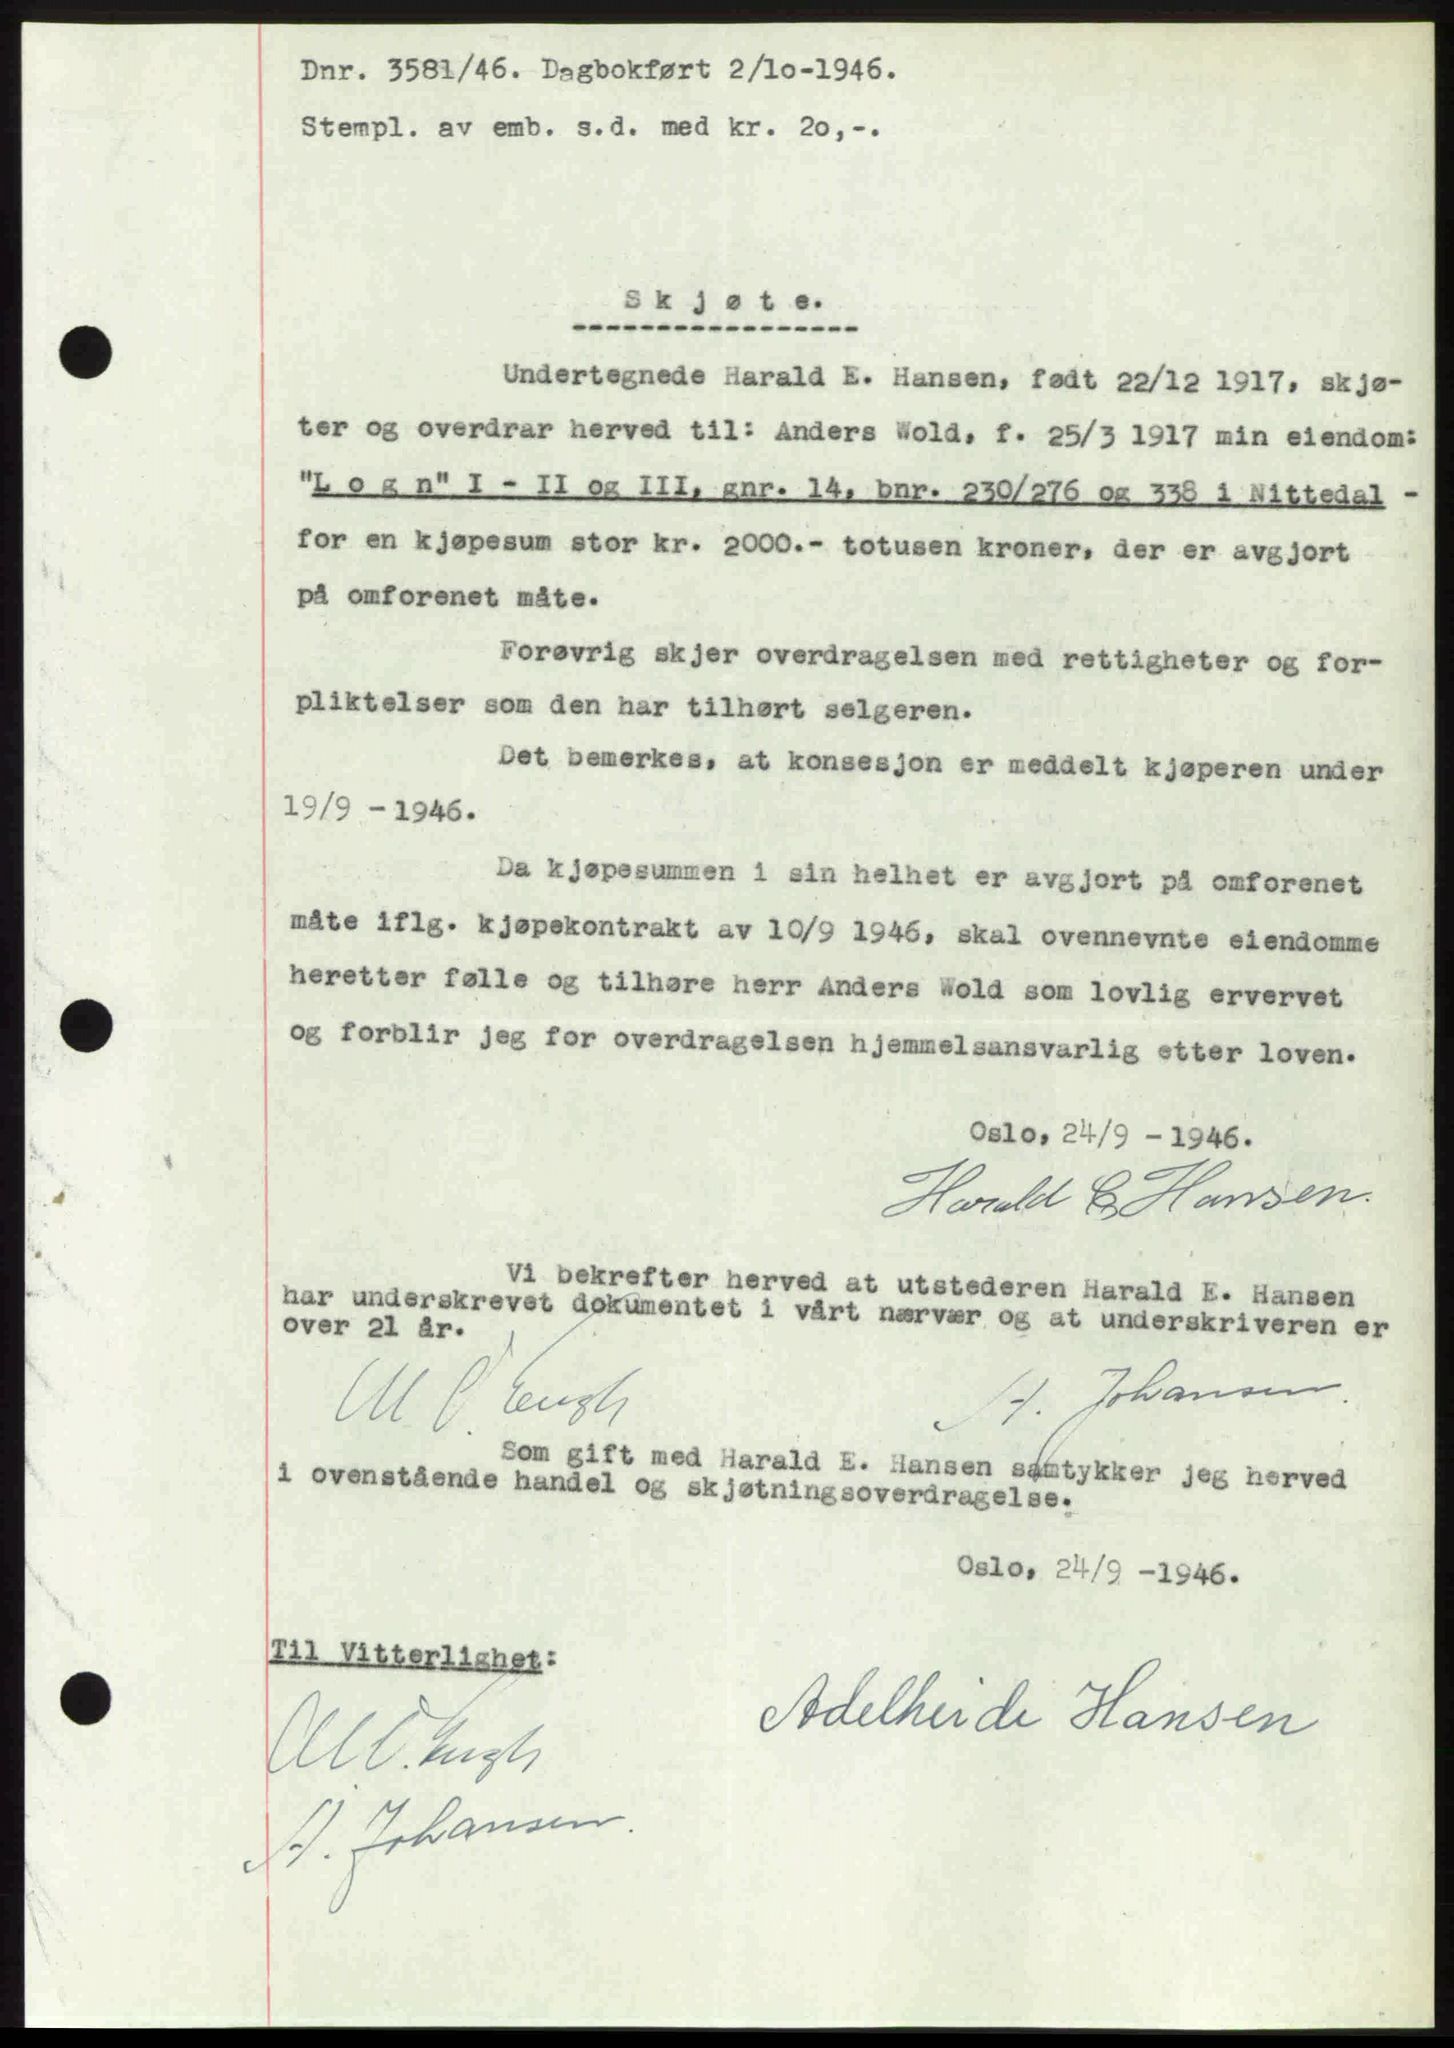 Dnr. 3581/46. Dagbokført 2/10-1946.
Stempl. av emb. s.d. med kr. 20,-.
S k j ø t e.
Undertegnede Harald E. Hansen, født 22/12 1917, skjø-
ter og overdrar herved til: Anders Wold, f. 25/3 1917 min eiendom:
"L o g n" I - II og III, gnr. 14, bnr. 230/276 og 338 i Nittedal -
for en kjøpesum stor kr. 2000.- totusen kroner, der er avgjort
på omforenet måte.
Forøvrig skjer overdragelsen med rettigheter og for-
pliktelser som den har tilhørt selgeren.
Det bemerkes, at konsesjon er meddelt kjøperen under
19/9 - 1946.
Da kjøpesummen i sin helhet er avgjort på omforenet
måte iflg. kjøpekontrakt av 10/9 1946, skal ovennevnte eiendomme
heretter følle og tilhøre herr Anders Wold som lovlig ervervet
og forblir jeg for overdragelsen hjemmelsansvarlig etter loven.
Oslo, 24/9 - 1946.
Harald E Hansen.
Vi bekrefter herved at utstederen Harald E. Hansen
har underskrevet dokumentet i vårt nærvær og at underskriveren er
over 21 år.
A. Johansen.
Som gift med Harald E. Hansen samtykker jeg herved
i ovenstående handel og skjøtningsoverdragelse.
Oslo, 24/9 -1946.
Til Vitterlighet:
Adelheide Hansen
A. Johansen.